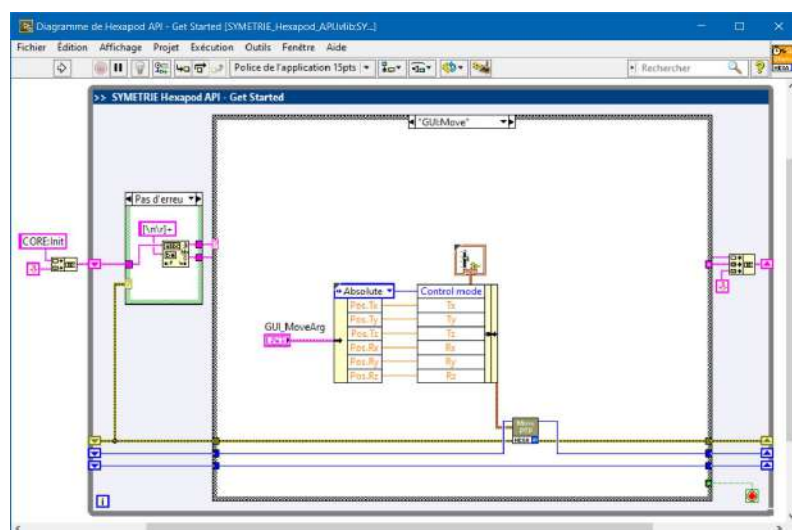 Diagramme de Hexapod API - Get Started [SYMETRIE_Hexapod_API.lvlib:SY...]
Fichier Édition Affichage Projet Exécution Outils Fenêtre Aide
Police de l'application 15pts
Rechercher
HEXA
>> SYMETRIE Hexapod API - Get Started
"GUI:Move"
Pas d'erreu
[\n\r]+
CORE:Init
Absolute
Control mode
Pos.Tx
Tx
Pos.Ty
Ty
GUI_MoveArg
Pos.Tz
Tz
Pos.Rx
Rx
Pos.Ry
Ry
Pos.Rz
Rz
Move
PTP
HEXA
i